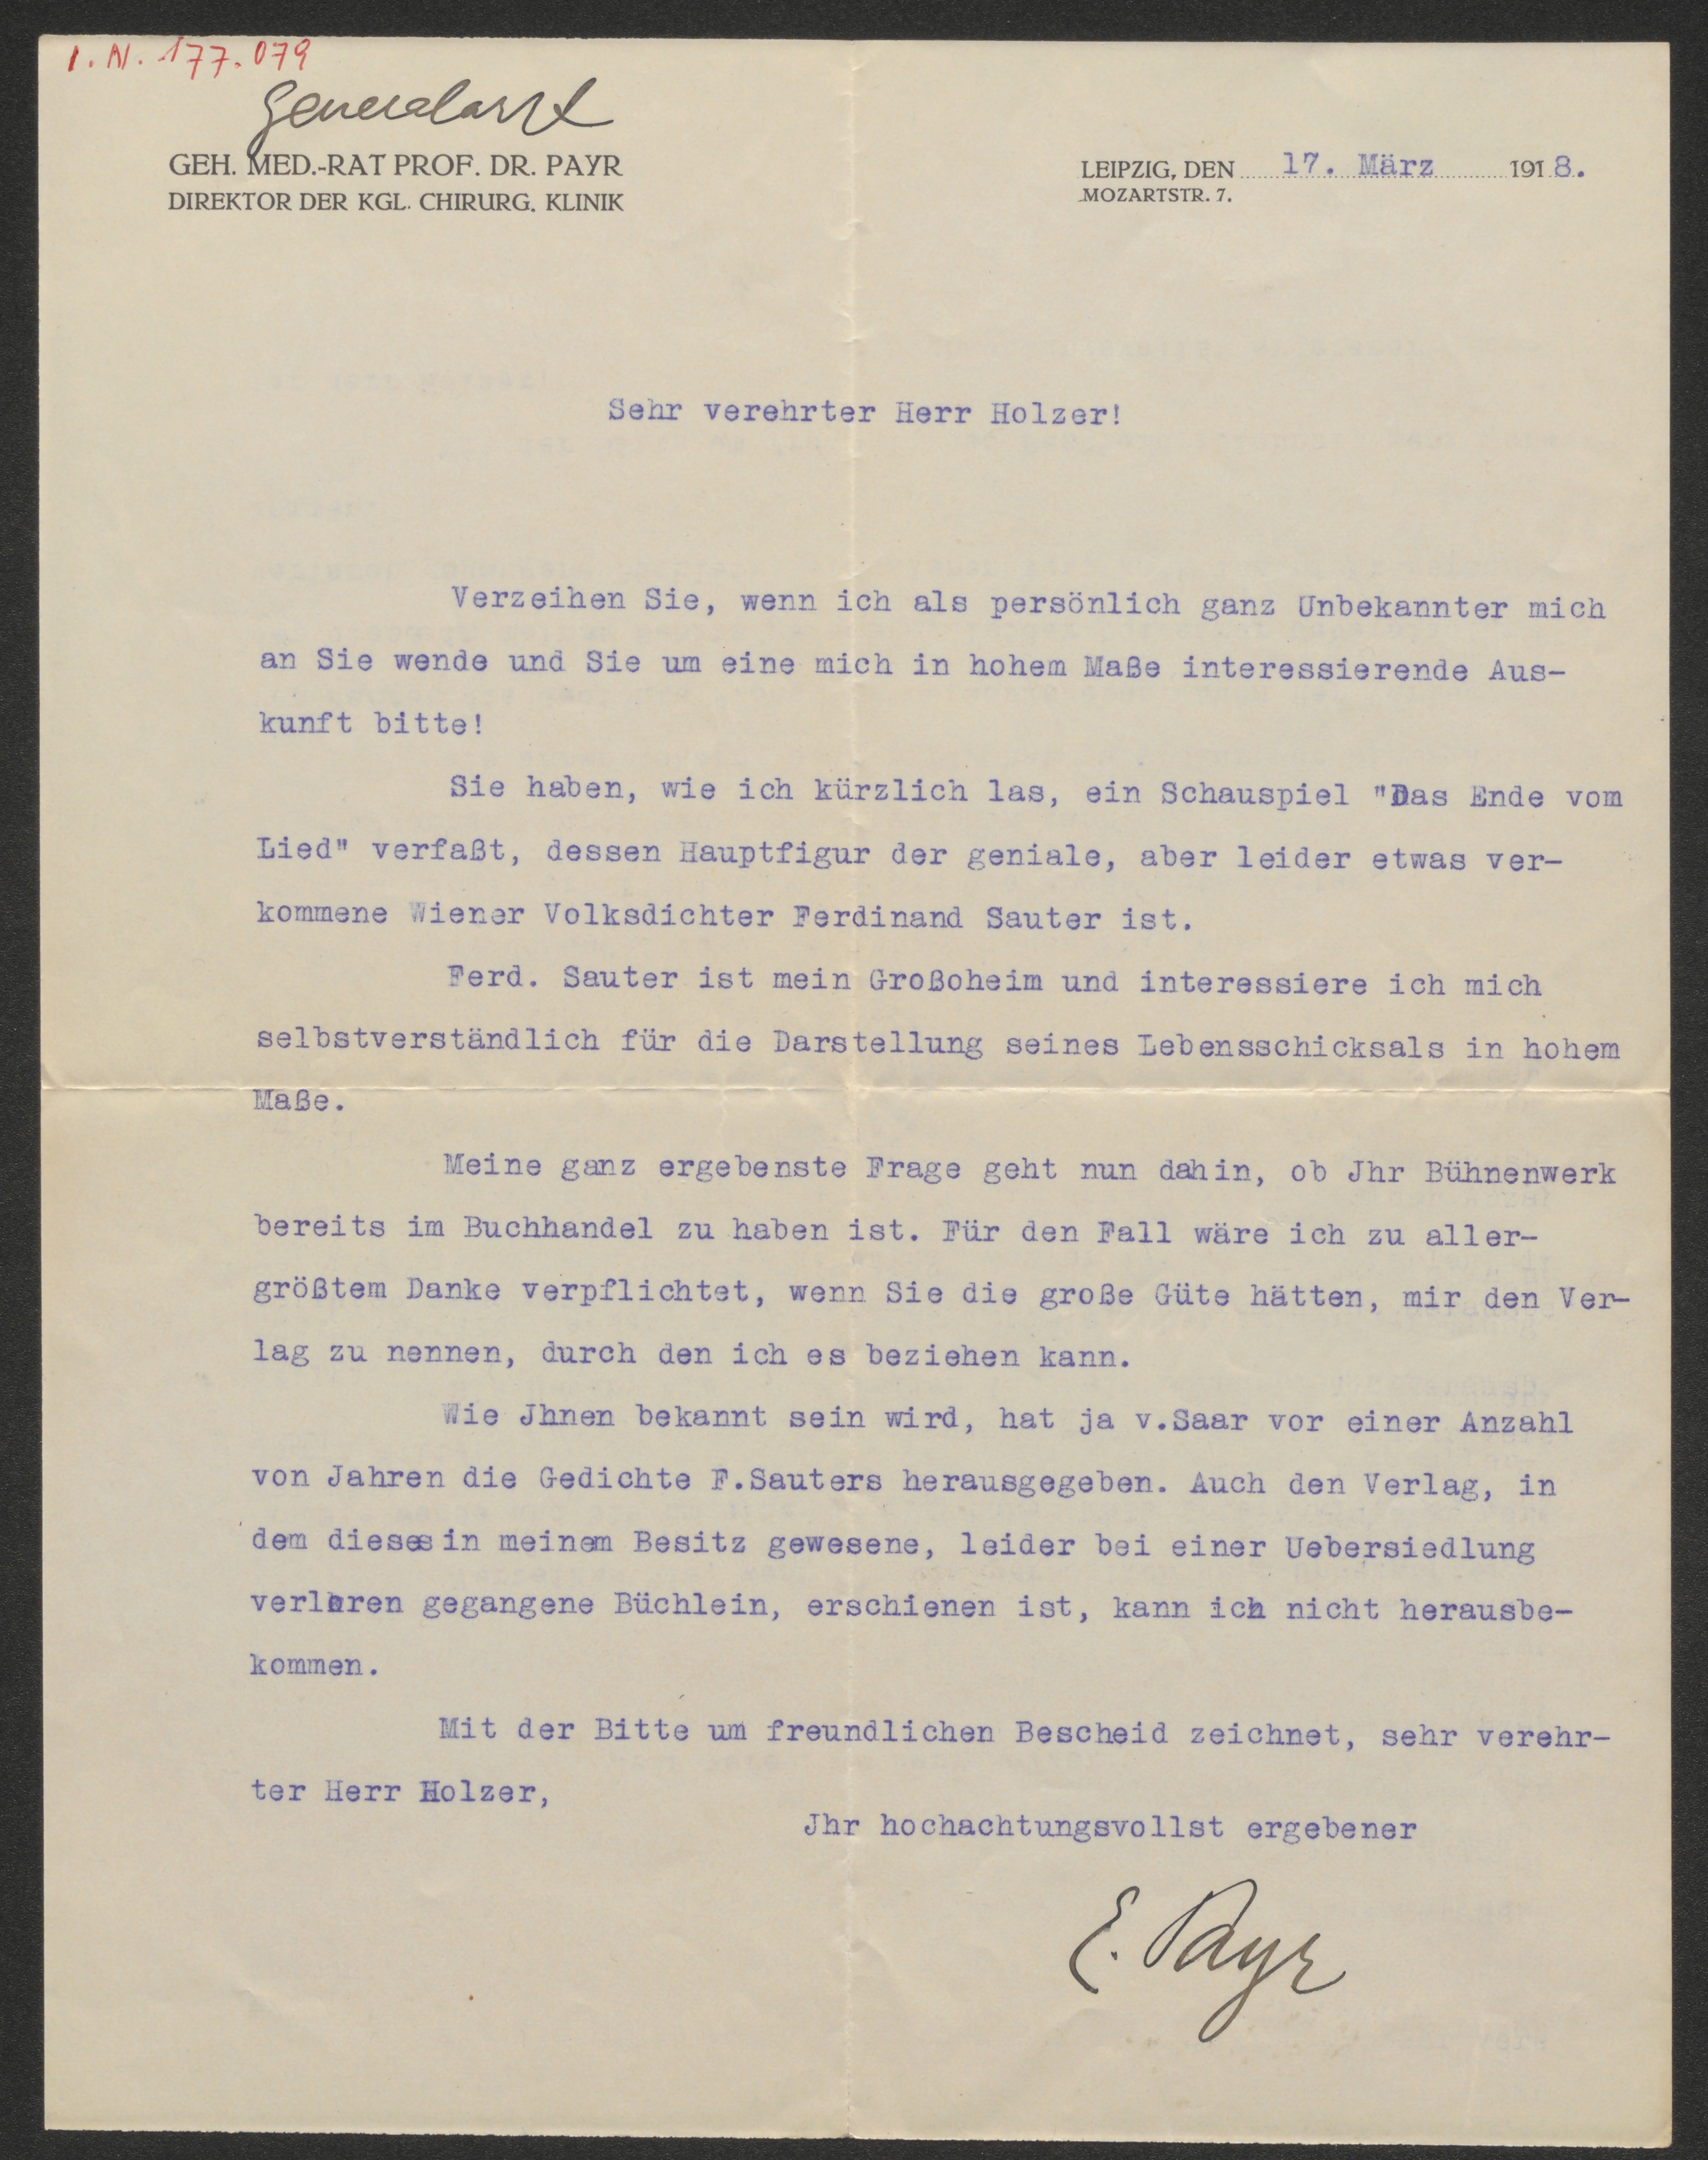 I. N. 177.079
Generalarzt
GEH. MED.-RAT PROF. DR. PAYR
DIREKTOR DER KGL. CHIRURG. KLINIK
LEIPZIG, DEN 17. März 1918.
MOZARTSTR. 7.
Sehr verehrter Herr Holzer!
Verzeihen Sie, wenn ich als persönlich ganz Unbekannter mich
an Sie wende und Sie um eine mich in hohem Maße interessierende Aus-
kunft bitte!
Sie haben, wie ich kürzlich las, ein Schauspiel "Das Ende vom
Lied" verfaßt, dessen Hauptfigur der geniale, aber leider etwas ver-
kommene Wiener Volksdichter Ferdinand Sauter ist.
Ferd. Sauter ist mein Großoheim und interessiere ich mich
selbstverständlich für die Darstellung seines Lebensschicksals in hohem
Maße.
Meine ganz ergebenste Frage geht nun dahin, ob Jhr Bühnenwerk
bereits im Buchhandel zu haben ist. Für den Fall wäre ich zu aller-
größtem Danke verpflichtet, wenn Sie die große Güte hätten, mir den Ver-
lag zu nennen, durch den ich es beziehen kann.
Wie Jhnen bekannt sein wird, hat ja v.Saar vor einer Anzahl
von Jahren die Gedichte F.Sauters herausgegeben. Auch den Verlag, in
dem dieses in meinem Besitz gewesene, leider bei einer Uebersiedlung
verloren gegangene Büchlein, erschienen ist, kann ich nicht herausbe-
kommen.
Mit der Bitte um freundlichen Bescheid zeichnet, sehr verehr-
ter Herr Holzer,
Jhr hochachtungsvollst ergebener
E. Payr